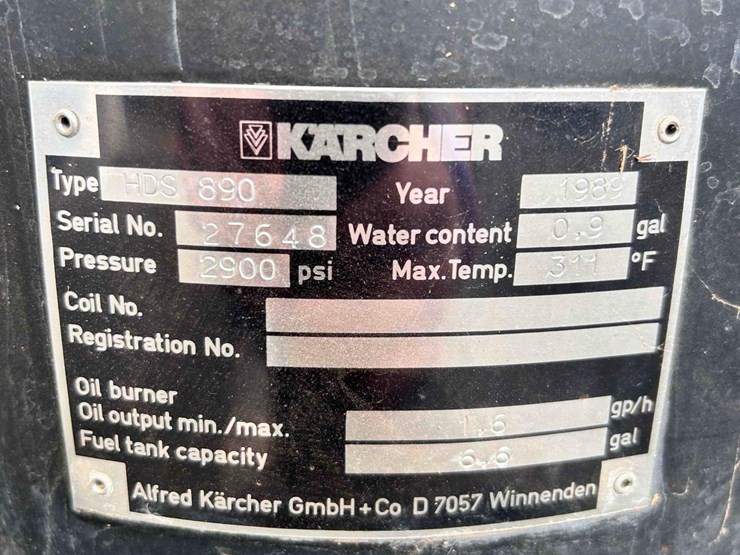 KÄRCHER
Type HDS 890 Year 1989
Serial No. 27648 Water content 0.9 gal
Pressure 2900 psi Max. Temp. 311 °F
Coil No.
Registration No.
Oil burner
Oil output min./max. 1.6 gp/h
Fuel tank capacity 6.6 gal
Alfred Kärcher GmbH + Co D 7057 Winnenden